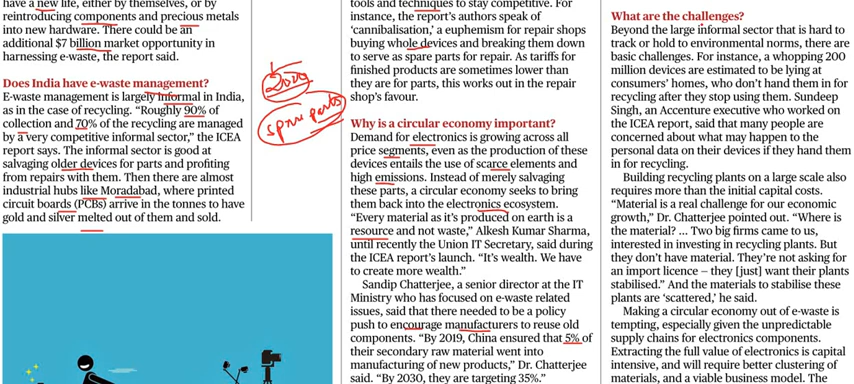 have a new life, either by themselves, or by
reintroducing components and precious metals
into new hardware. There could be an
additional $7 billion market opportunity in
harnessing e-waste, the report said.
Does India have e-waste management?
E-waste management is largely informal in India,
as in the case of recycling. “Roughly 90% of
collection and 70% of the recycling are managed
by a very competitive informal sector,” the ICEA
report says. The informal sector is good at
salvaging older devices for parts and profiting
from repairs with them. Then there are almost
industrial hubs like Moradabad, where printed
circuit boards (PCBs) arrive in the tonnes to have
gold and silver melted out of them and sold.
spare parts
tools and techniques to stay competitive. For
instance, the report’s authors speak of
‘cannibalisation,’ a euphemism for repair shops
buying whole devices and breaking them down
to serve as spare parts for repair. As tariffs for
finished products are sometimes lower than
they are for parts, this works out in the repair
shop’s favour.
Why is a circular economy important?
Demand for electronics is growing across all
price segments, even as the production of these
devices entails the use of scarce elements and
high emissions. Instead of merely salvaging
these parts, a circular economy seeks to bring
them back into the electronics ecosystem.
“Every material as it’s produced on earth is a
resource and not waste,” Alkesh Kumar Sharma,
until recently the Union IT Secretary, said during
the ICEA report’s launch. “It’s wealth. We have
to create more wealth.”
Sandip Chatterjee, a senior director at the IT
Ministry who has focused on e-waste related
issues, said that there needed to be a policy
push to encourage manufacturers to reuse old
components. “By 2019, China ensured that 5% of
their secondary raw material went into
manufacturing of new products,” Dr. Chatterjee
said. “By 2030, they are targeting 35%.”
What are the challenges?
Beyond the large informal sector that is hard to
track or hold to environmental norms, there are
basic challenges. For instance, a whopping 200
million devices are estimated to be lying at
consumers’ homes, who don’t hand them in for
recycling after they stop using them. Sundeep
Singh, an Accenture executive who worked on
the ICEA report, said that many people are
concerned about what may happen to the
personal data on their devices if they hand them
in for recycling.
Building recycling plants on a large scale also
requires more than the initial capital costs.
“Material is a real challenge for our economic
growth,” Dr. Chatterjee pointed out. “Where is
the material? ... Two big firms came to us,
interested in investing in recycling plants. But
they don’t have material. They’re not asking for
an import licence – they [just] want their plants
stabilised.” And the materials to stabilise these
plants are ‘scattered,’ he said.
Making a circular economy out of e-waste is
tempting, especially given the unpredictable
supply chains for electronics components.
Extracting the full value of electronics is capital
intensive, and will require better clustering of
materials, and a viable business model. The